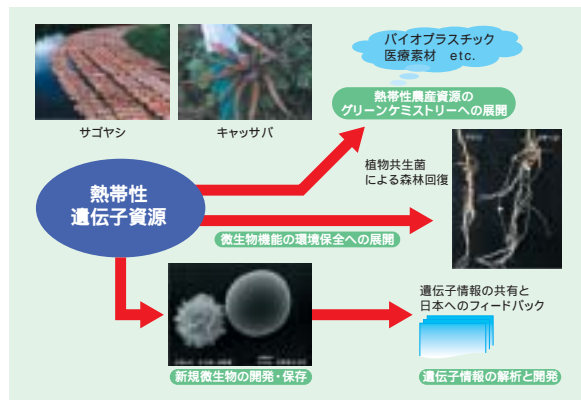 バイオプラスチック
医療素材 etc.
サゴヤシ
キャッサバ
熱帯性農産資源の
グリーンケミストリーへの展開
植物共生菌
による森林回復
熱帯性
遺伝子資源
微生物機能の環境保全への展開
遺伝子情報の共有と
日本へのフィードバック
新規微生物の開発・保存
遺伝子情報の解析と開発